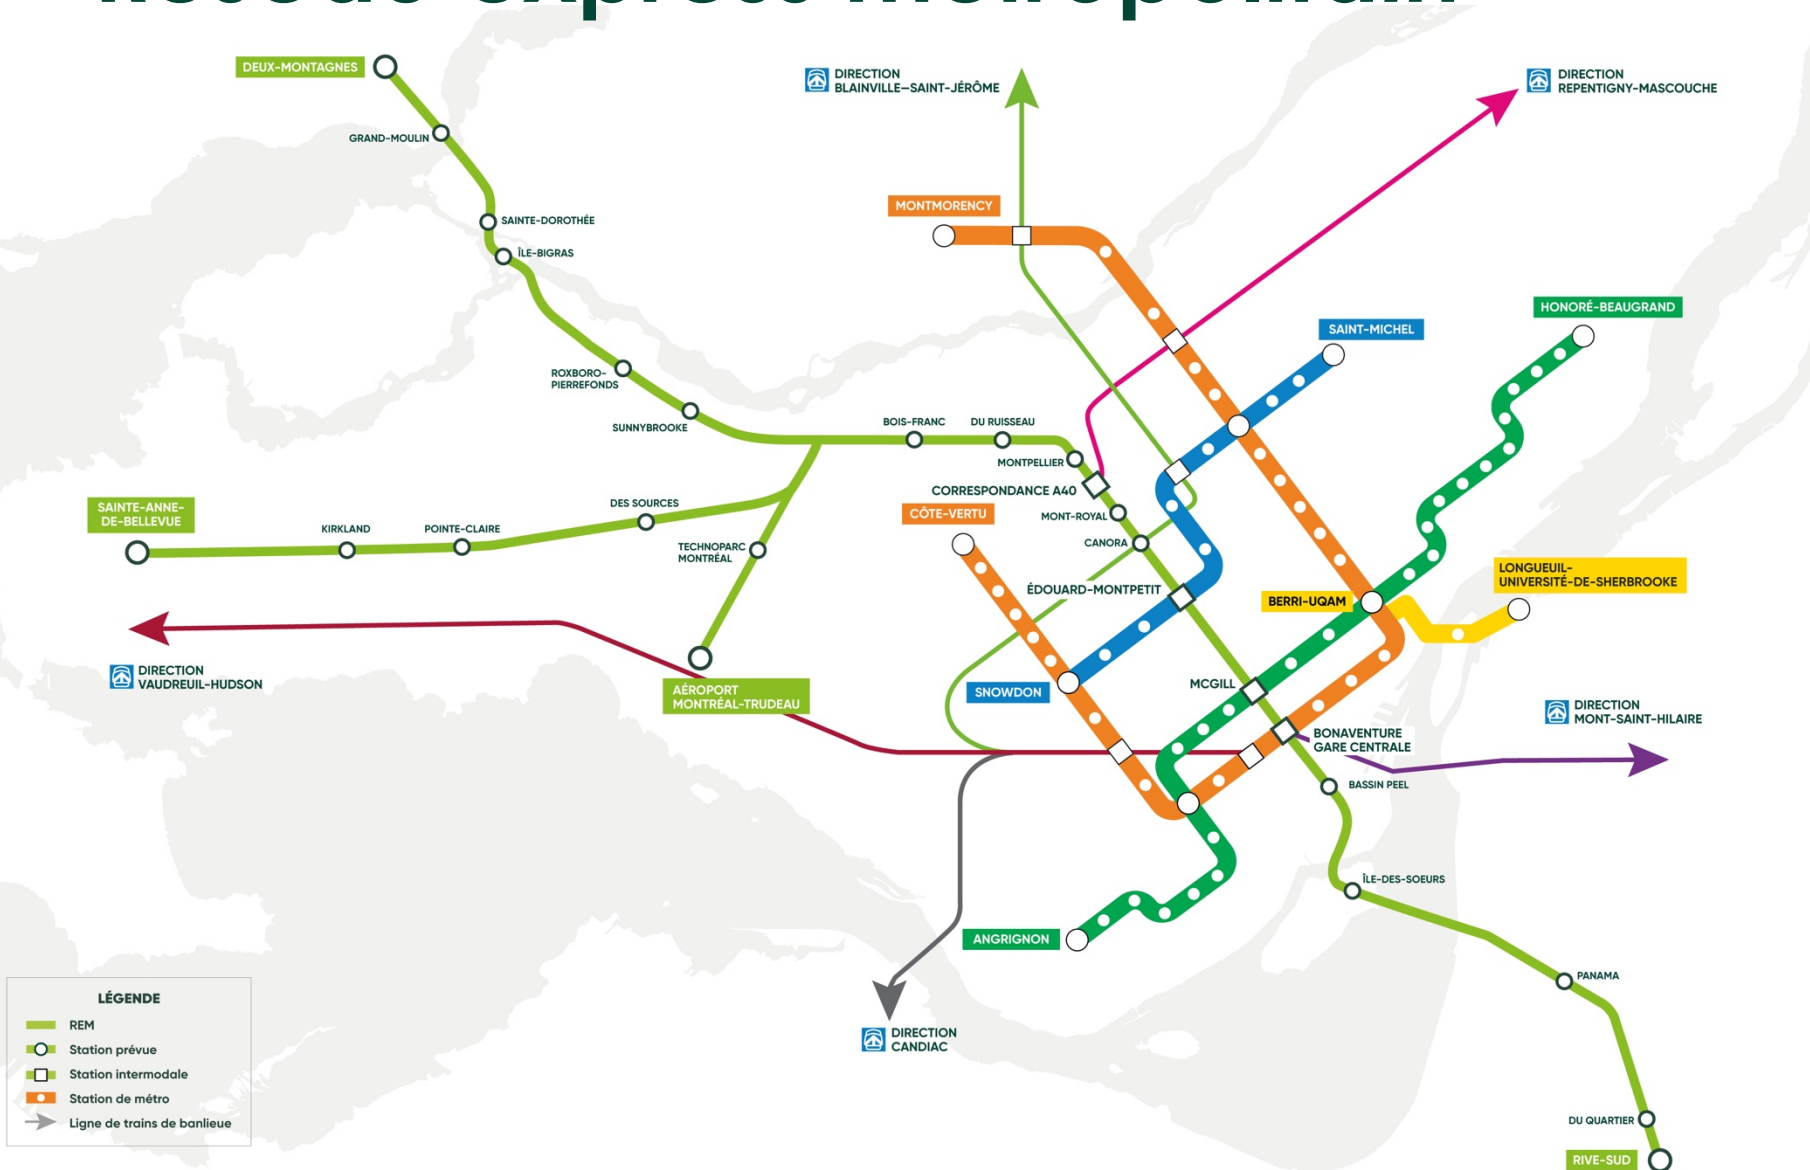 Réseau express métropolitain
DEUX-MONTAGNES
GRAND-MOULIN
SAINTE-DOROTHÉE
ÎLE-BIGRAS
ROXBORO-
PIERREFONDS
SUNNYBROOKE
DIRECTION
BLAINVILLE—SAINT-JÉRÔME
DIRECTION
REPENTIGNY-MASCOUCHE
MONTMORENCY
SAINT-MICHEL
HONORÉ-BEAUGRAND
BOIS-FRANC
DU RUISSEAU
MONTPELLIER
CORRESPONDANCE A40
CÔTE-VERTU
MONT-ROYAL
CANORA
ÉDOUARD-MONTPETIT
SAINTE-ANNE-
DE-BELLEVUE
KIRKLAND
POINTE-CLAIRE
DES SOURCES
TECHNOPARC
MONTRÉAL
BERRI-UQAM
LONGUEUIL-
UNIVERSITÉ-DE-SHERBROOKE
DIRECTION
VAUDREUIL-HUDSON
AÉROPORT
MONTRÉAL-TRUDEAU
SNOWDON
MCGILL
DIRECTION
MONT-SAINT-HILAIRE
BONAVENTURE
GARE CENTRALE
BASSIN PEEL
ÎLE-DES-SOEURS
ANGRIGNON
PANAMA
DIRECTION
CANDIAC
DU QUARTIER
RIVE-SUD
LÉGENDE
REM
Station prévue
Station intermodale
Station de métro
Ligne de trains de banlieue